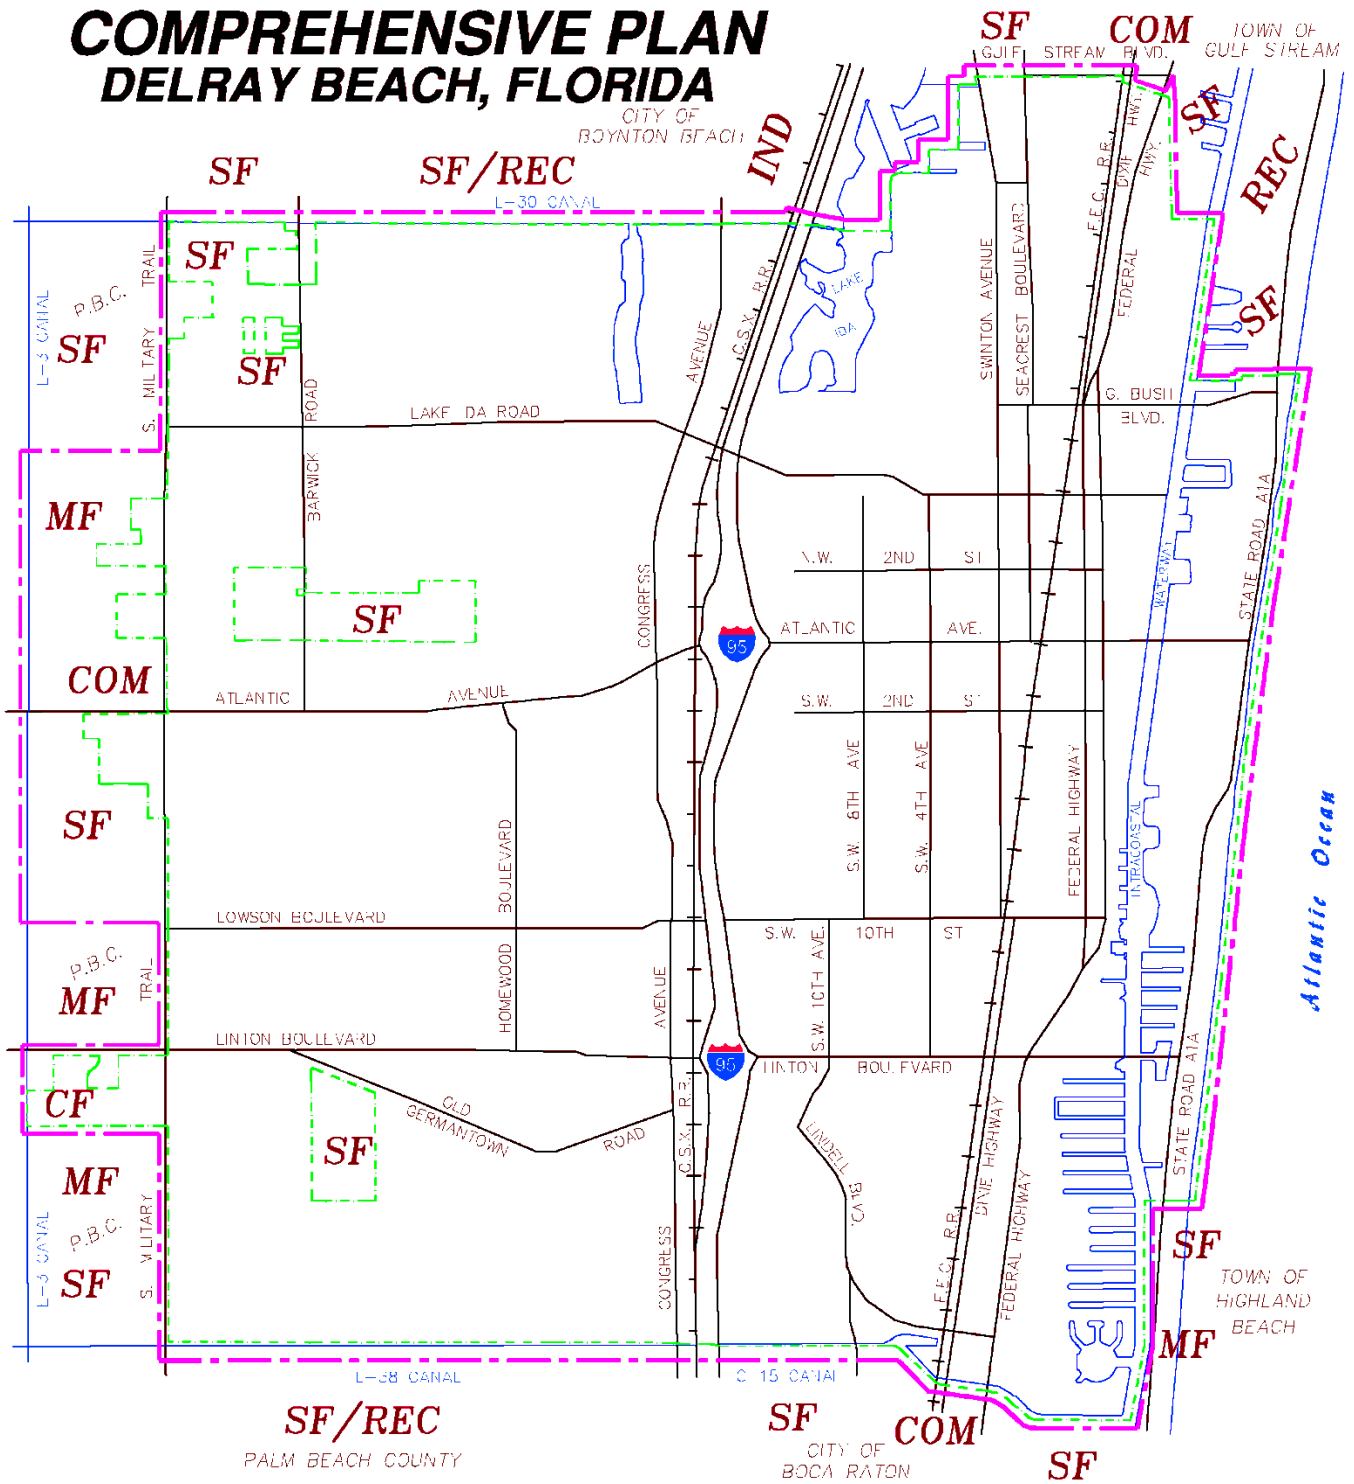 COMPREHENSIVE PLAN
DELRAY BEACH, FLORIDA
CITY OF
BOYNTON BEACH
SF
GULF STREAM BLVD.
COM
TOWN OF
GULF STREAM
SF
SF/REC
IND
SF
REC
L-30 CANAL
SF
P.B.C.
SF
L-3 CANAL
S. MILITARY TRAIL
SF
BARWICK ROAD
LAKE IDA ROAD
AVENUE
C.S.X. R.R.
LAKE
IDA
SWINTON AVENUE
SEACREST BOULEVARD
F.E.C. R.R.
DIXIE HWY.
FEDERAL HWY.
SF
G. BUSH
BLVD.
MF
SF
COM
ATLANTIC AVENUE
CONGRESS
95
N.W. 2ND ST
ATLANTIC AVE.
S.W. 2ND ST
WATERWAY
STATE ROAD A1A
SF
S.W. 8TH AVE
S.W. 4TH AVE
FEDERAL HIGHWAY
INTRACOASTAL
Atlantic Ocean
LOWSON BOULEVARD
HOMEWOOD BOULEVARD
S.W. 10TH ST
S.W. 10TH AVE.
P.B.C.
MF
TRAIL
AVENUE
LINTON BOULEVARD
95
LINTON BOULEVARD
CF
OLD
GERMANTOWN ROAD
SF
C.S.X. R.R.
LINDELL BLVD.
DIXIE HIGHWAY
STATE ROAD A1A
MF
P.B.C.
SF
L-3 CANAL
S. MILITARY
CONGRESS
F.E.C. R.R.
FEDERAL HIGHWAY
SF
TOWN OF
HIGHLAND
BEACH
MF
L-38 CANAL
C-15 CANAL
SF/REC
PALM BEACH COUNTY
SF
COM
CITY OF
BOCA RATON
SF